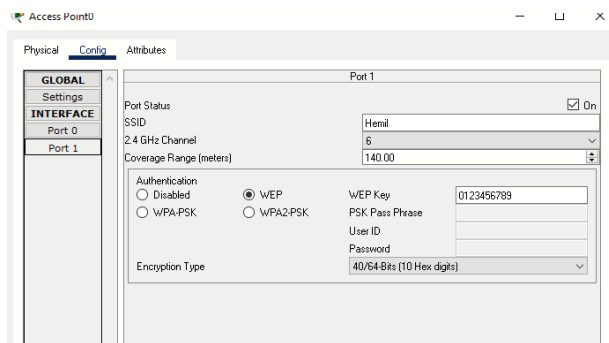 Access Point0
Physical Config Attributes
GLOBAL
Settings
INTERFACE
Port 0
Port 1
Port 1
Port Status On
SSID Hemil
2.4 GHz Channel 6
Coverage Range (meters) 140.00
Authentication
Disabled WEP WEP Key 0123456789
WPA-PSK WPA2-PSK PSK Pass Phrase
User ID
Password
Encryption Type 40/64-Bits (10 Hex digits)